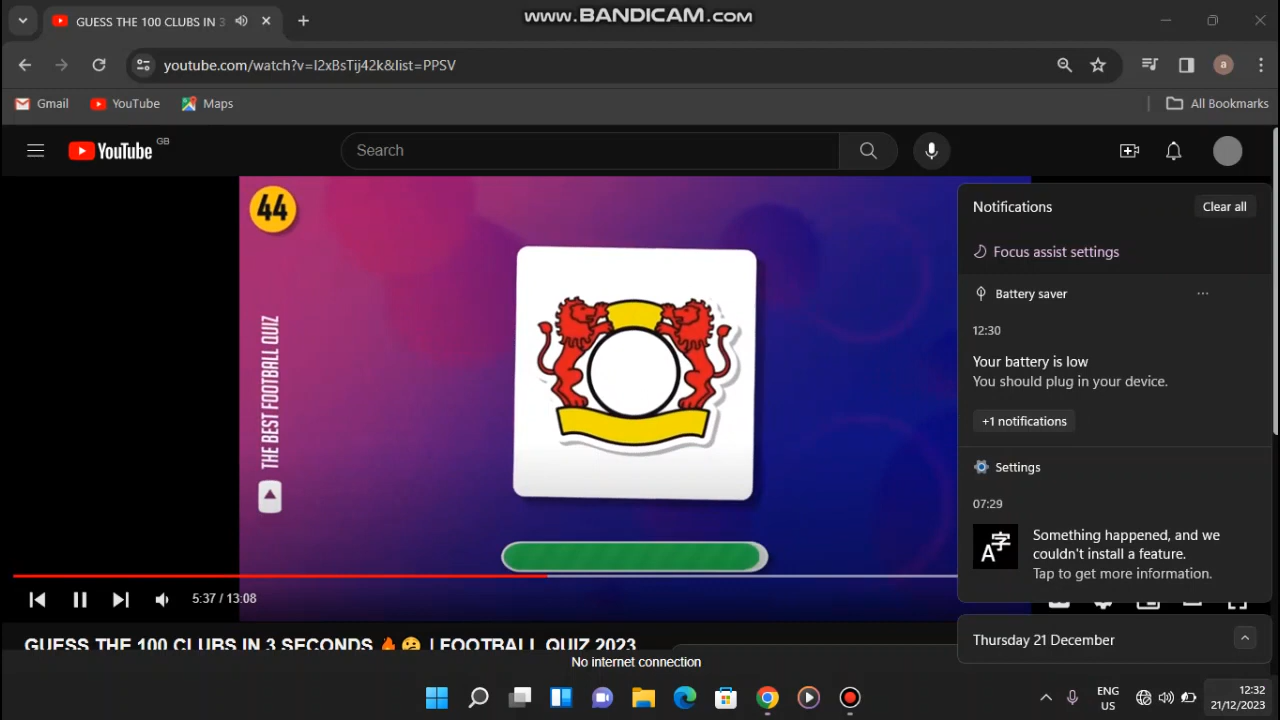 www.BANDICAM.com
GUESS THE 100 CLUBS IN 3
youtube.com/watch?v=I2xBsTij42k&list=PPSV
a
Gmail
YouTube
Maps
All Bookmarks
YouTube GB
Search
44
THE BEST FOOTBALL QUIZ
Notifications
Clear all
Focus assist settings
Battery saver
12:30
Your battery is low
You should plug in your device.
+1 notifications
Settings
07:29
A字
Something happened, and we
couldn't install a feature.
Tap to get more information.
5:37 / 13:08
GUESS THE 100 CLUBS IN 3 SECONDS 🔥🤔 | FOOTBALL QUIZ 2023
Thursday 21 December
No internet connection
ENG
US
12:32
21/12/2023